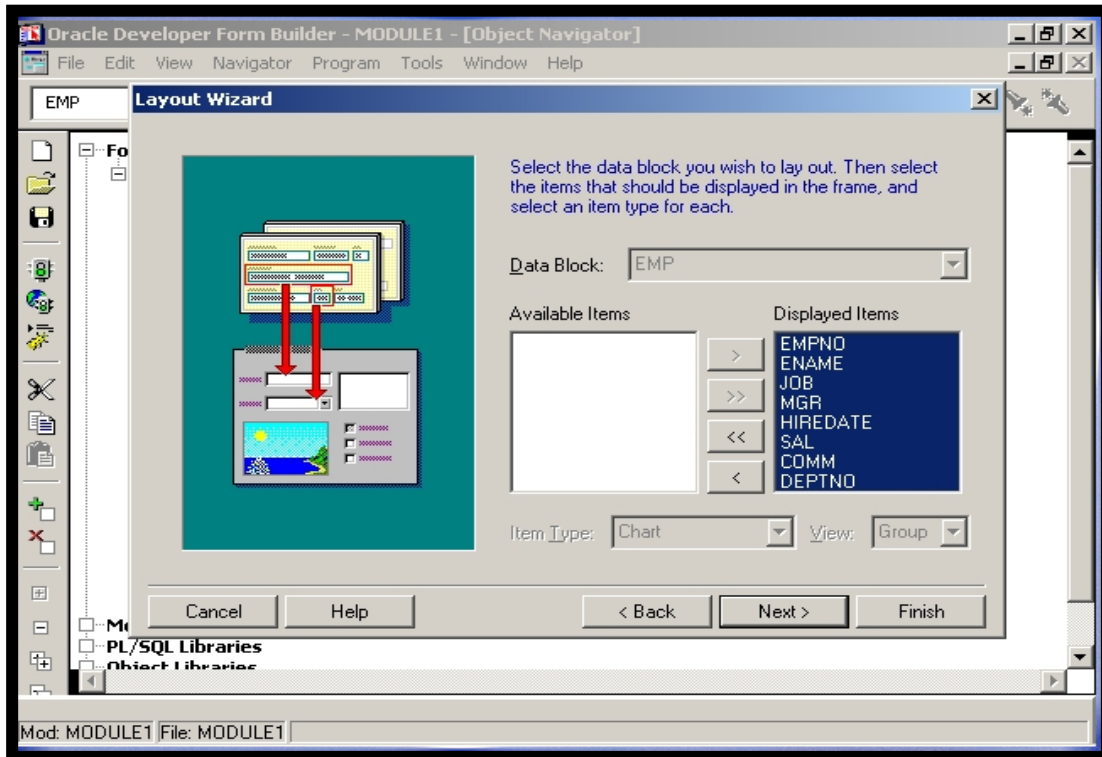 Oracle Developer Form Builder - MODULE1 - [Object Navigator]
File Edit View Navigator Program Tools Window Help
EMP
Layout Wizard
Select the data block you wish to lay out. Then select
the items that should be displayed in the frame, and
select an item type for each.
Data Block: EMP
Available Items
Displayed Items
>
>>
<<
<
EMPNO
ENAME
JOB
MGR
HIREDATE
SAL
COMM
DEPTNO
Item Type: Chart View: Group
Cancel Help < Back Next > Finish
PL/SQL Libraries
Object Libraries
Mod: MODULE1 File: MODULE1